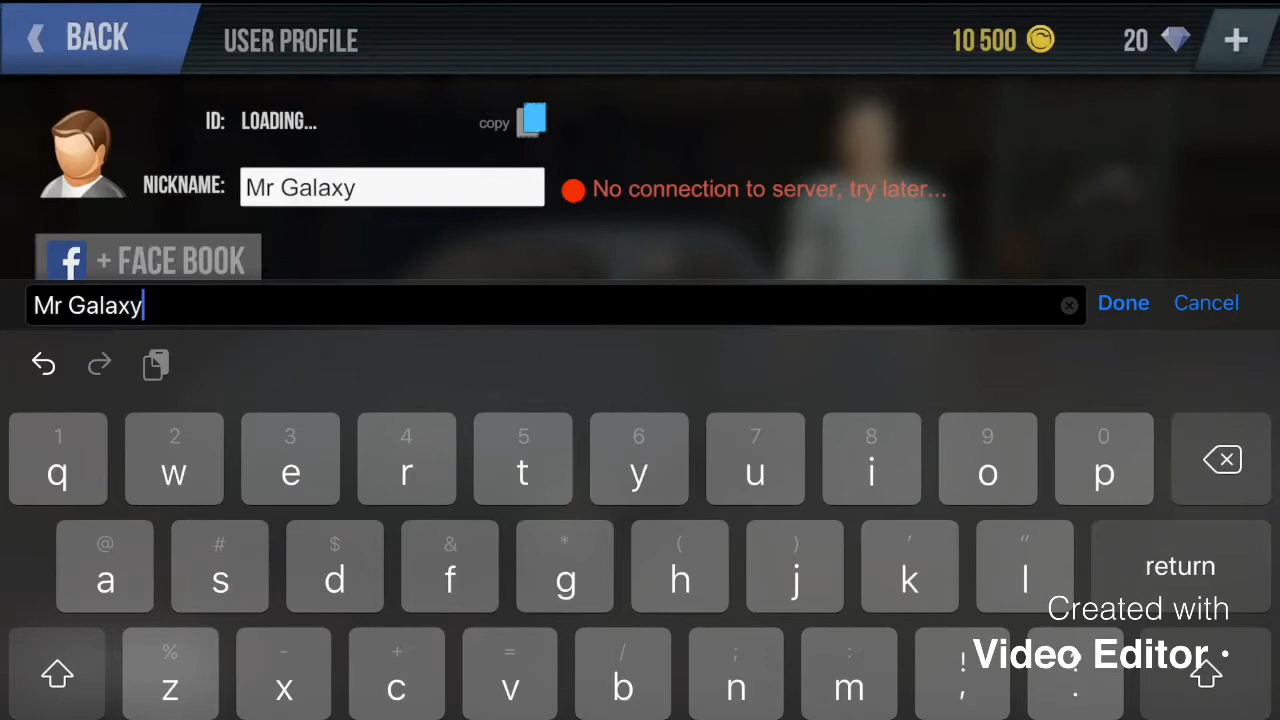 BACK
USER PROFILE
10 500
20
+
ID: LOADING...
copy
NICKNAME: Mr Galaxy
No connection to server, try later...
f + FACE BOOK
Mr Galaxy
Done
Cancel
1 2 3 4 5 6 7 8 9 0
q w e r t y u i o p
@ # $ & * ( ) ' "
a s d f g h j k l
return
Created with
Video Editor
% - + = / ; : ! ?
z x c v b n m , .